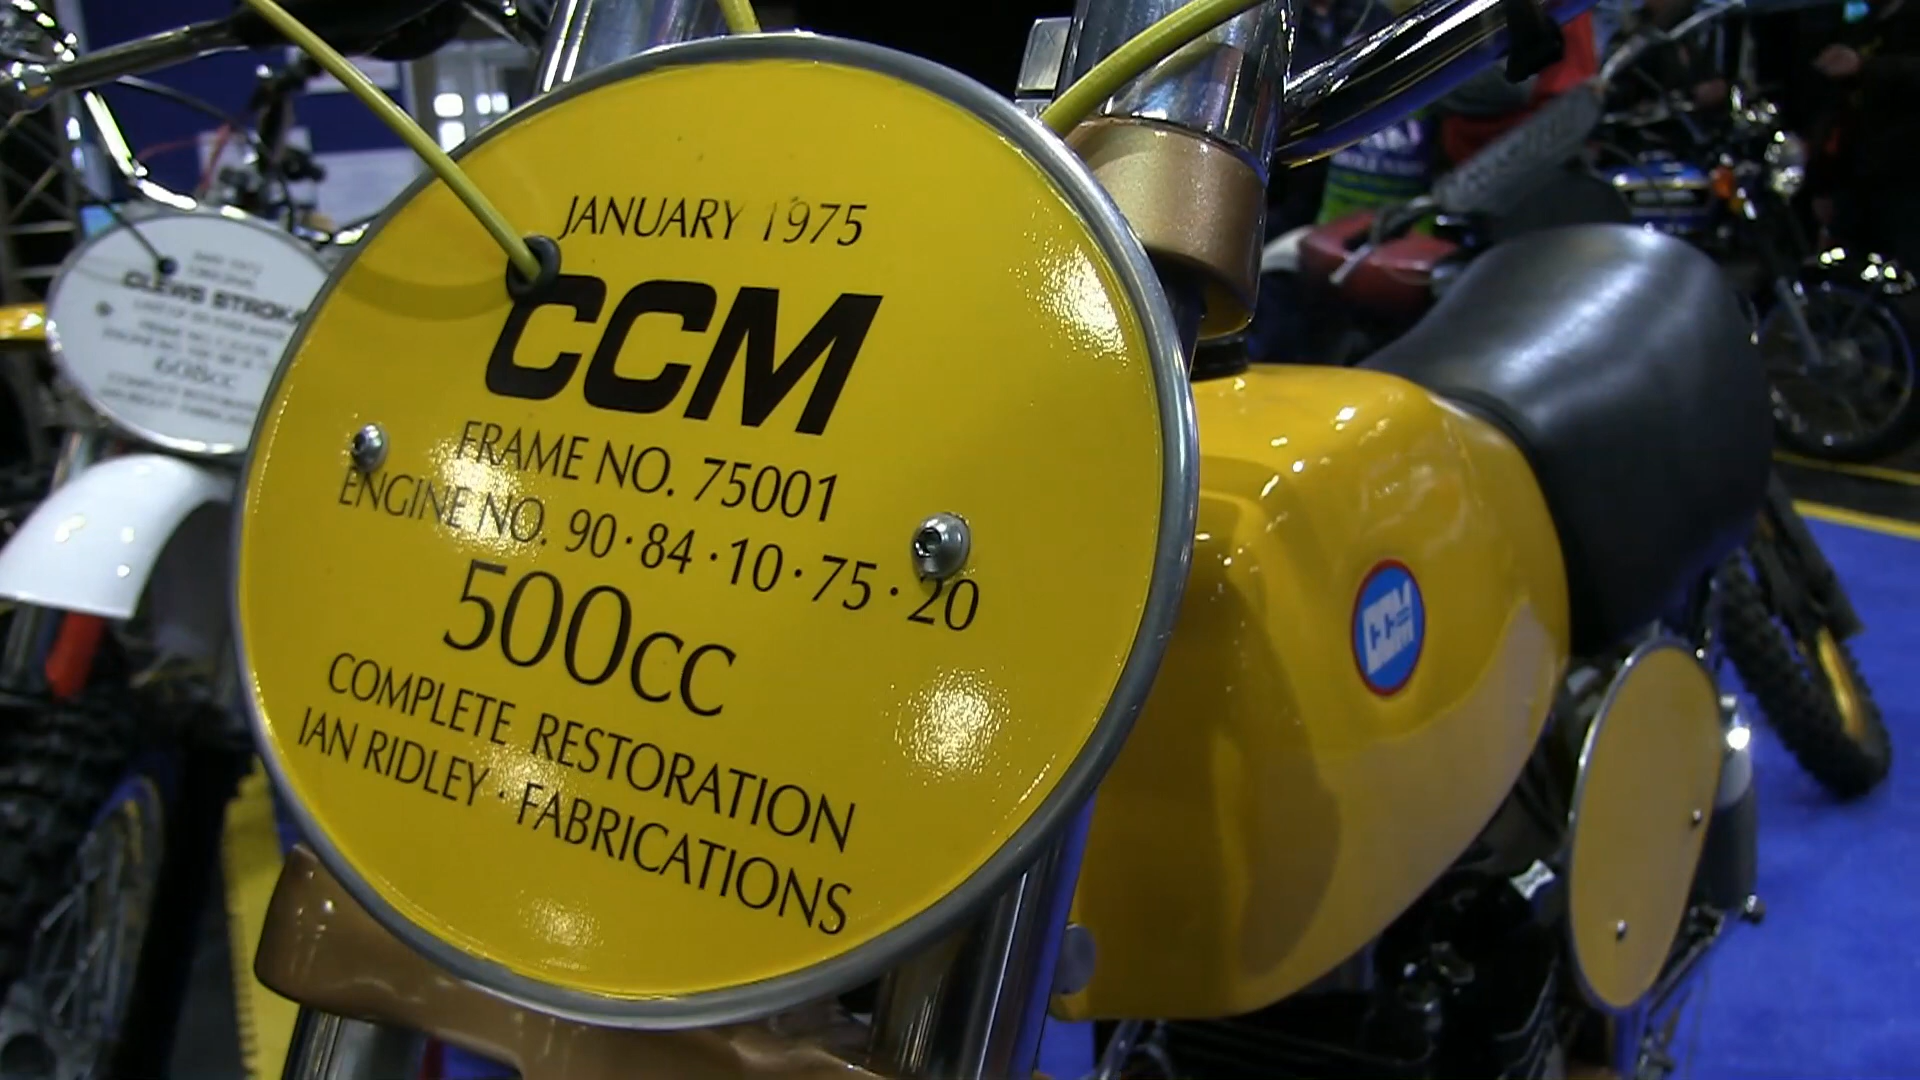 JANUARY 1975
CCM
FRAME NO. 75001
ENGINE NO. 90·84·10·75·20
500CC
COMPLETE RESTORATION
IAN RIDLEY · FABRICATIONS
CCM
CLEWS STROKA
608cc